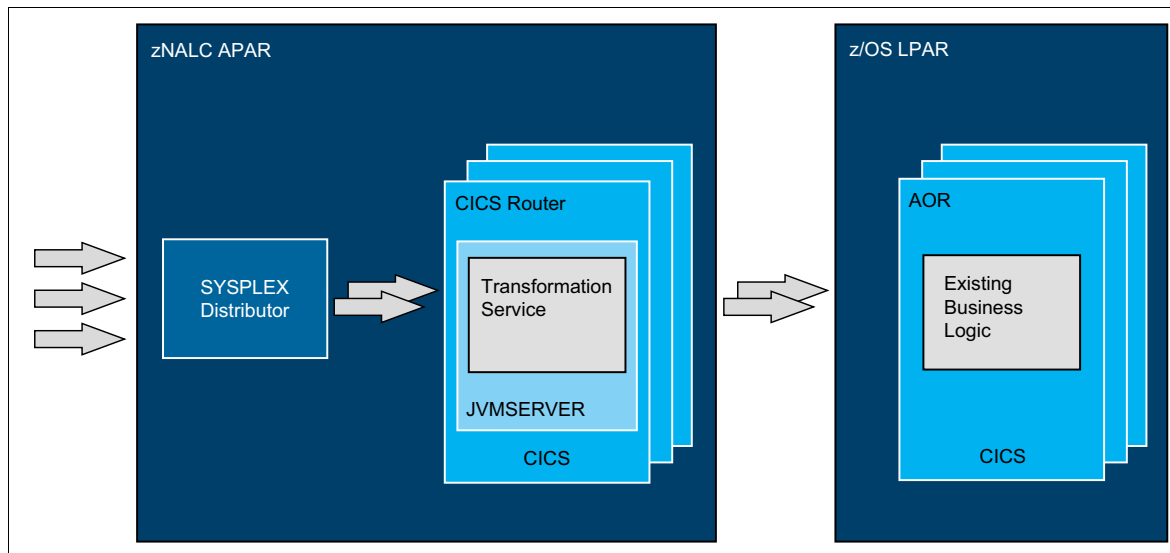 zNALC APAR
SYSPLEX
Distributor
CICS Router
Transformation
Service
JVMSERVER
CICS
z/OS LPAR
AOR
Existing
Business
Logic
CICS